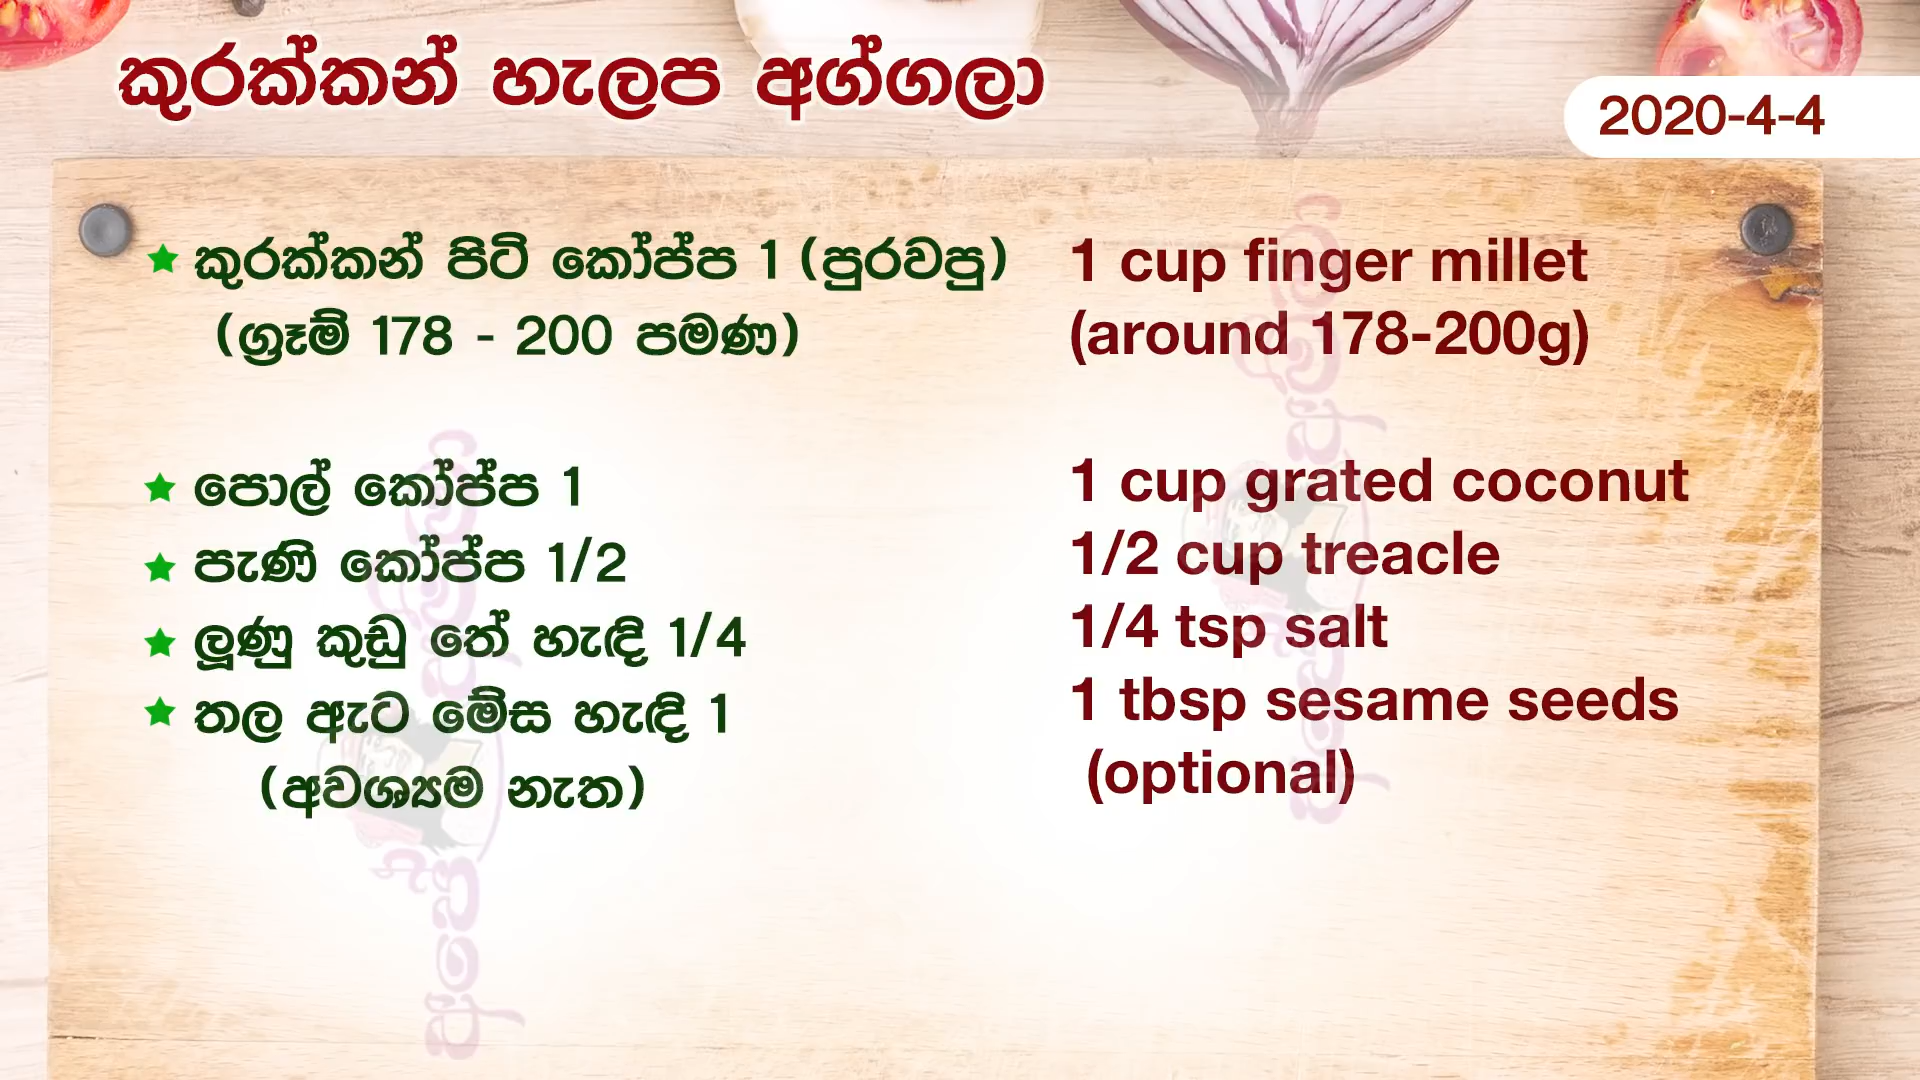 කුරක්කන් හැලප අග්ගලා
2020-4-4
කුරක්කන් පිටි කෝප්ප 1 (පුරවපු)
(ග්‍රෑම් 178 - 200 පමණ)
පොල් කෝප්ප 1
පැණි කෝප්ප 1/2
ලූණු කුඩු තේ හැඳි 1/4
තල ඇට මේස හැඳි 1
(අවශ්‍යම නැත)
1 cup finger millet
(around 178-200g)
1 cup grated coconut
1/2 cup treacle
1/4 tsp salt
1 tbsp sesame seeds
(optional)